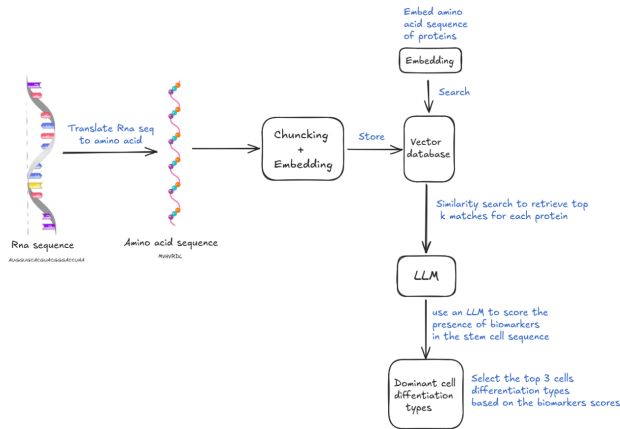 Embed amino
acid sequence
of proteins
Embedding
Search
Translate Rna seq
to amino acid
Chuncking
+
Embedding
Store
Vector
database
Similarity search to retrieve top
k matches for each protein
Rna sequence
Amino acid sequence
MVHVRIL
LLM
use an LLM to score the
presence of biomarkers
in the stem cell sequence
Dominant cell
diffentiation
types
Select the top 3 cells
differentiation types
based on the biomarkers scores